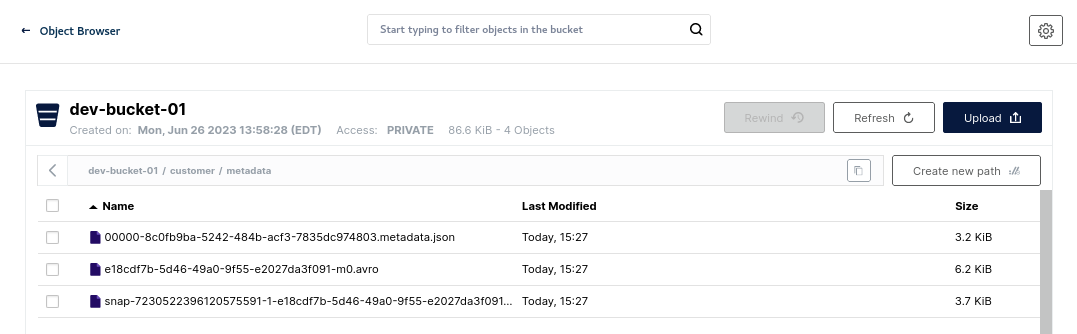 ← Object Browser
Start typing to filter objects in the bucket
dev-bucket-01
Created on: Mon, Jun 26 2023 13:58:28 (EDT) Access: PRIVATE 86.6 KiB - 4 Objects
Rewind
Refresh
Upload
dev-bucket-01 / customer / metadata
Create new path
Name Last Modified Size
00000-8c0fb9ba-5242-484b-acf3-7835dc974803.metadata.json Today, 15:27 3.2 KiB
e18cdf7b-5d46-49a0-9f55-e2027da3f091-m0.avro Today, 15:27 6.2 KiB
snap-7230522396120575591-1-e18cdf7b-5d46-49a0-9f55-e2027da3f091... Today, 15:27 3.7 KiB